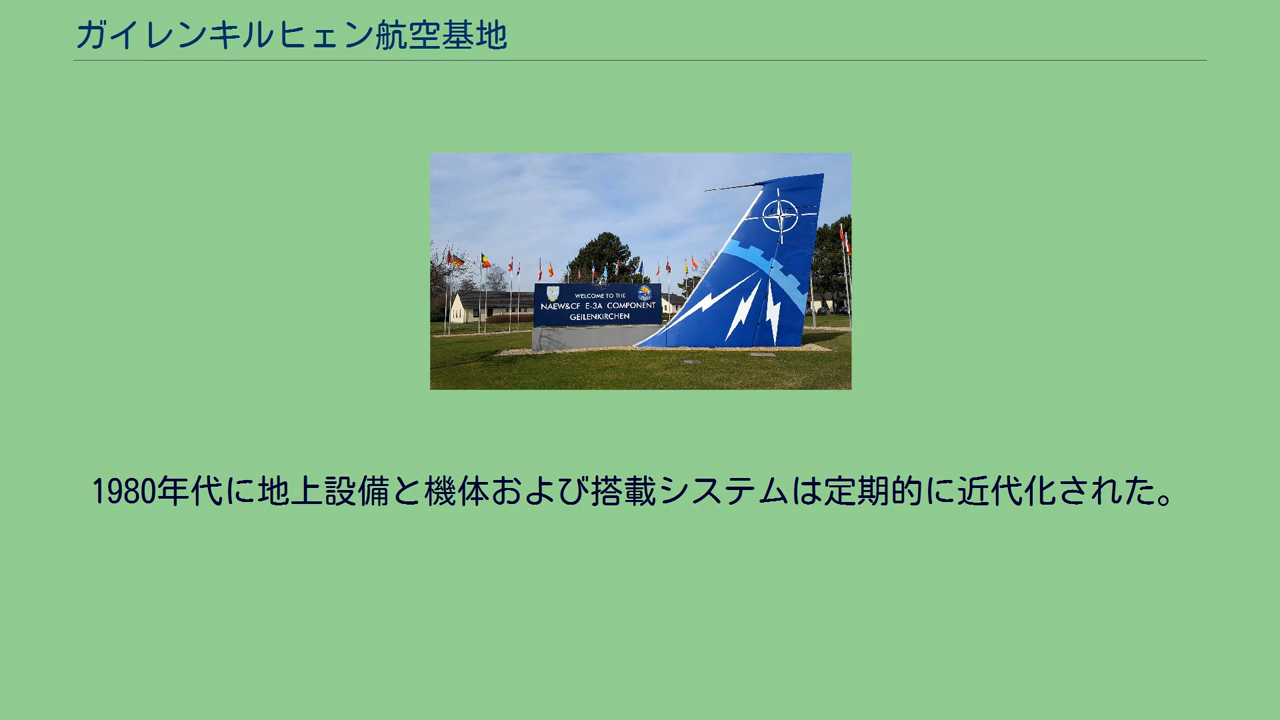 ガイレンキルヒェン航空基地
WELCOME TO THE
NAEW&CF E-3A COMPONENT
GEILENKIRCHEN
1980年代に地上設備と機体および搭載システムは定期的に近代化された。